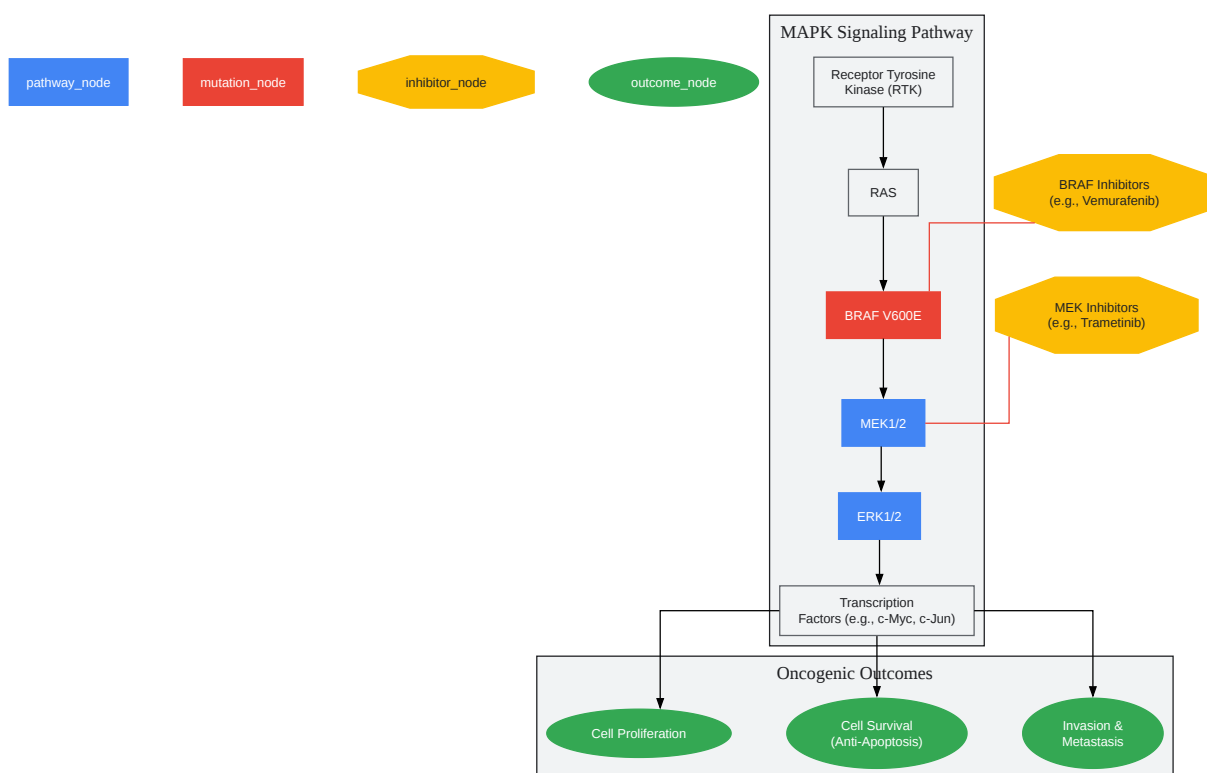 MAPK Signaling Pathway
pathway_node
mutation_node
inhibitor_node
outcome_node
Receptor Tyrosine
Kinase (RTK)
RAS
BRAF Inhibitors
(e.g., Vemurafenib)
BRAF V600E
MEK Inhibitors
(e.g., Trametinib)
MEK1/2
ERK1/2
Transcription
Factors (e.g., c-Myc, c-Jun)
Oncogenic Outcomes
Cell Proliferation
Cell Survival
(Anti-Apoptosis)
Invasion &
Metastasis